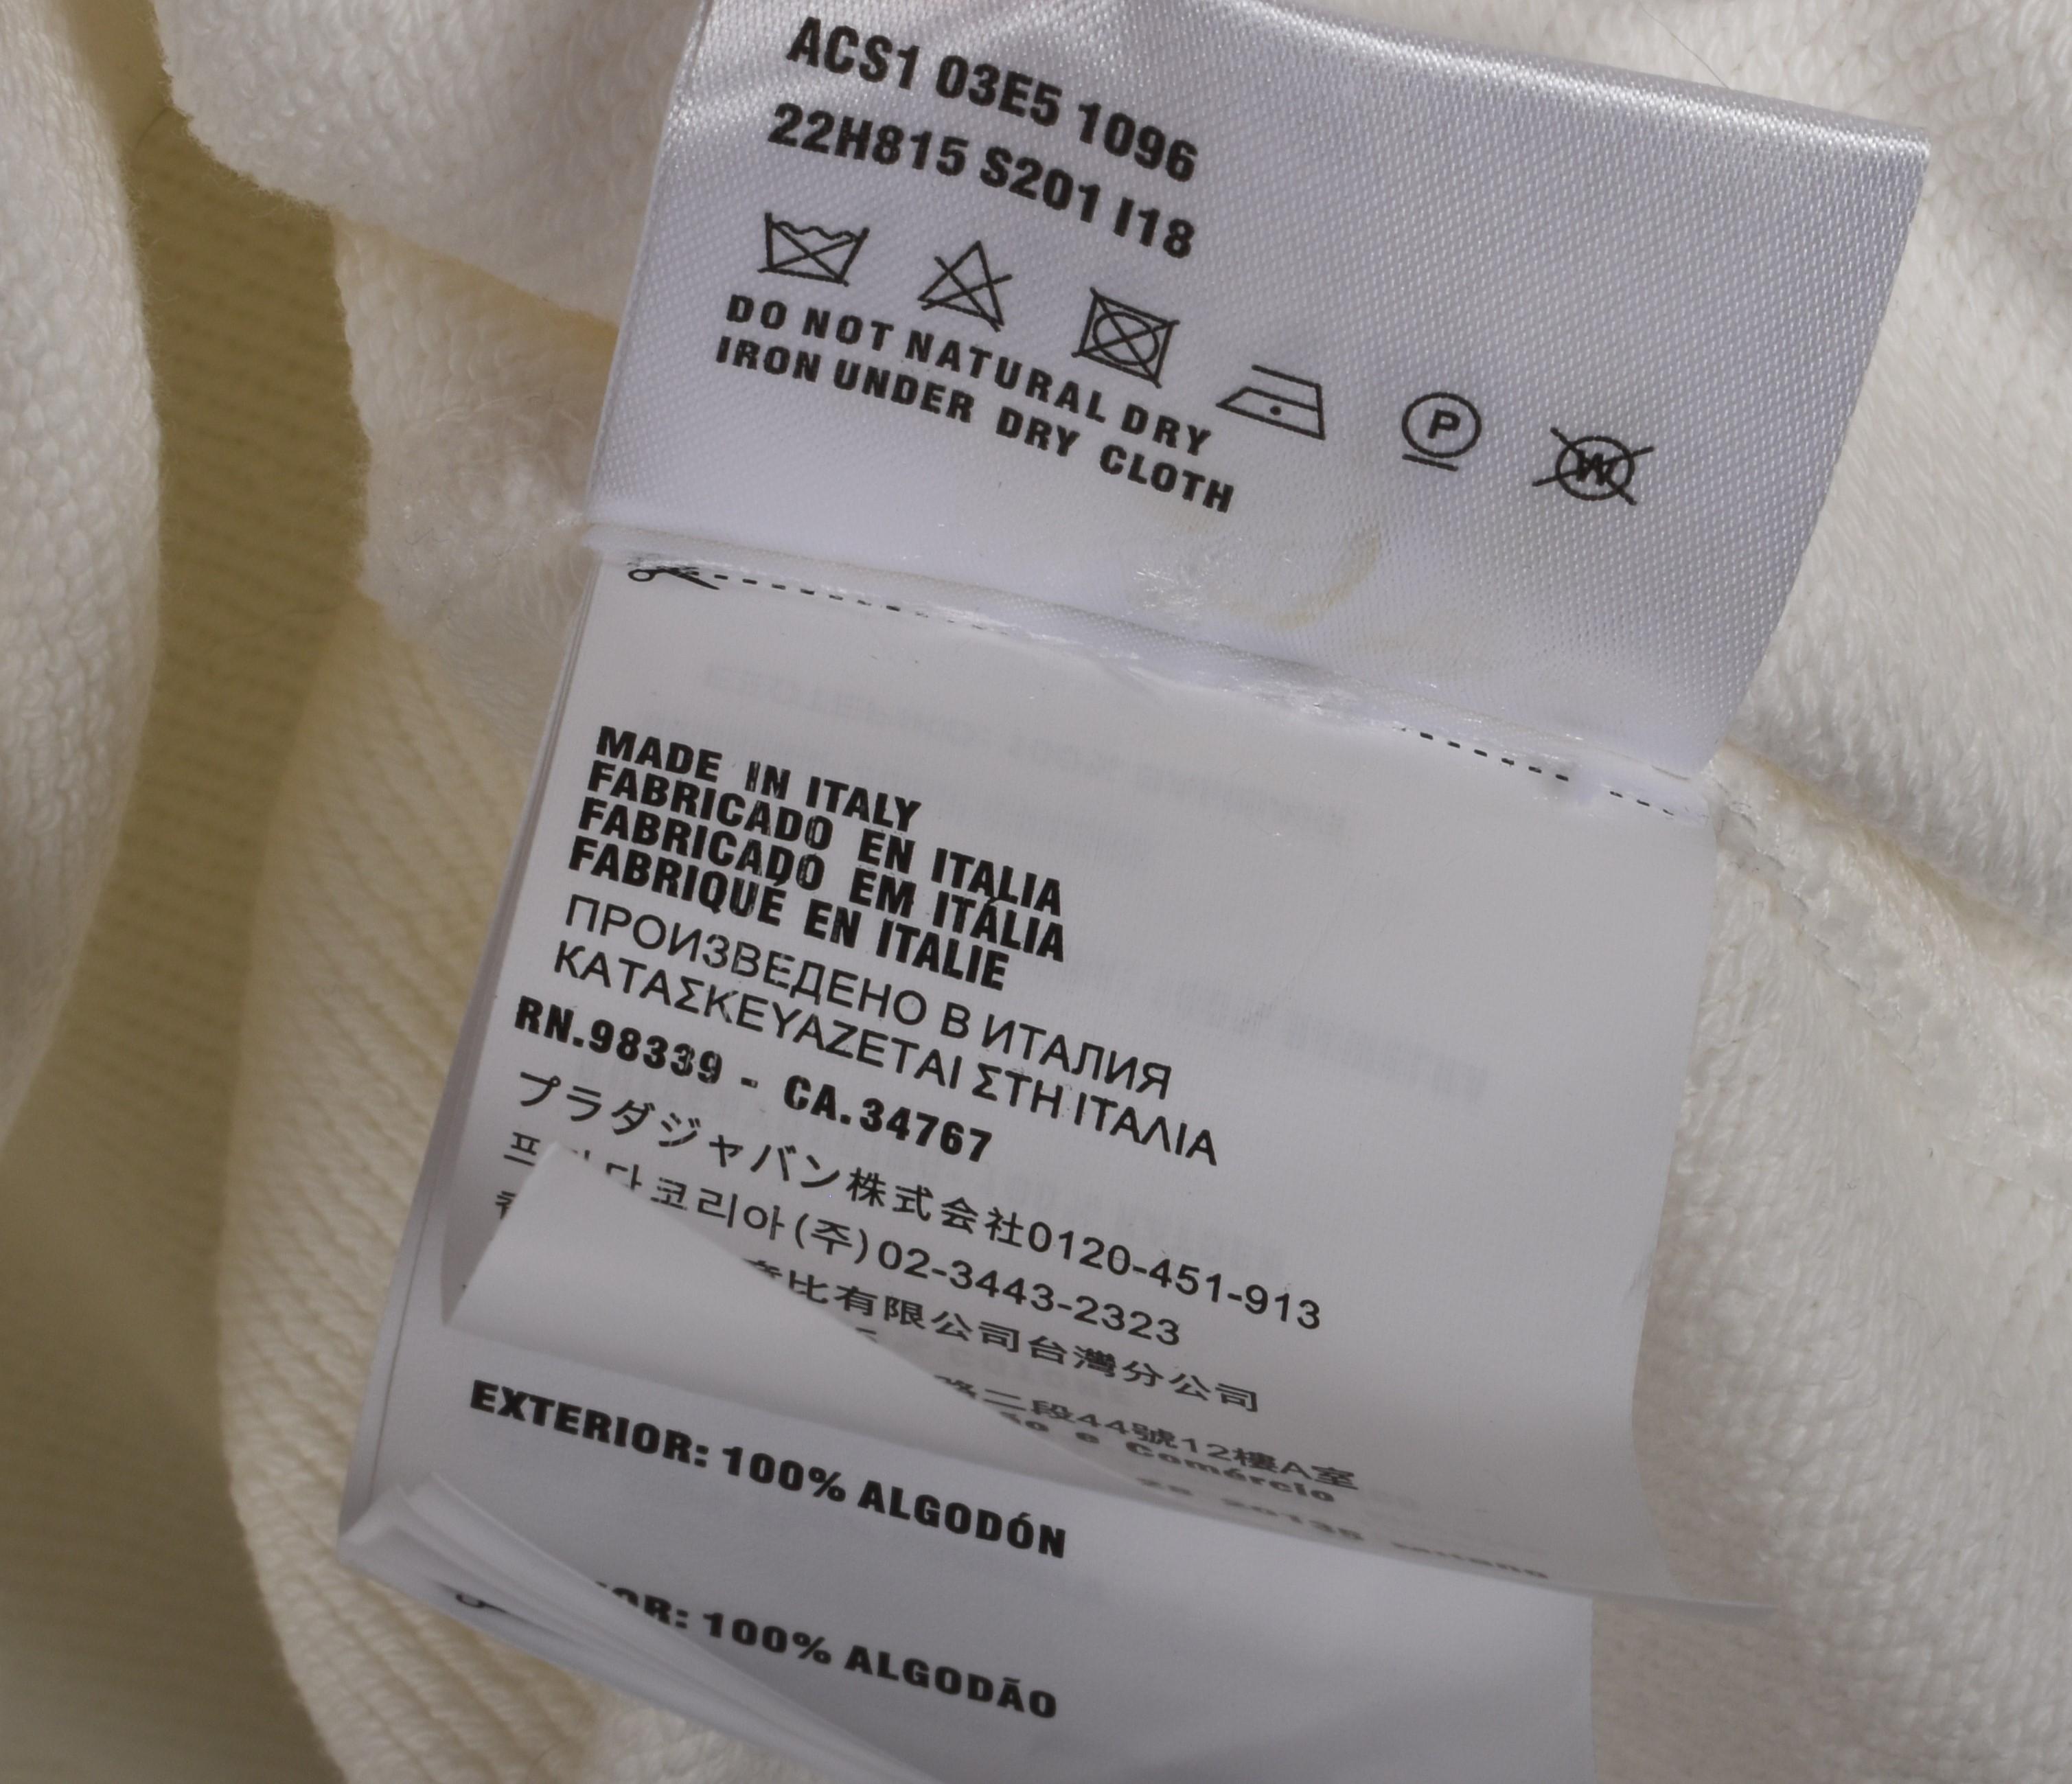 ACS1 03E5 1096
22H815 S201 I18
P
W
DO NOT NATURAL DRY
IRON UNDER DRY CLOTH
MADE IN ITALY
FABRICADO EN ITALIA
FABRICADO EM ITÁLIA
FABRIQUÉ EN ITALIE
ПРОИЗВЕДЕНО В ИТАЛИЯ
ΚΑΤΑΣΚΕΥΑΖΕΤΑΙ ΣΤΗ ΙΤΑΛΙΑ
RN.98339 - CA.34767
プラダジャパン株式会社0120-451-913
코리아(주)02-3443-2323
比有限公司台灣分公司
二段44號12樓A室
e Comércio
EXTERIOR: 100% ALGODÓN
100% ALGODÃO